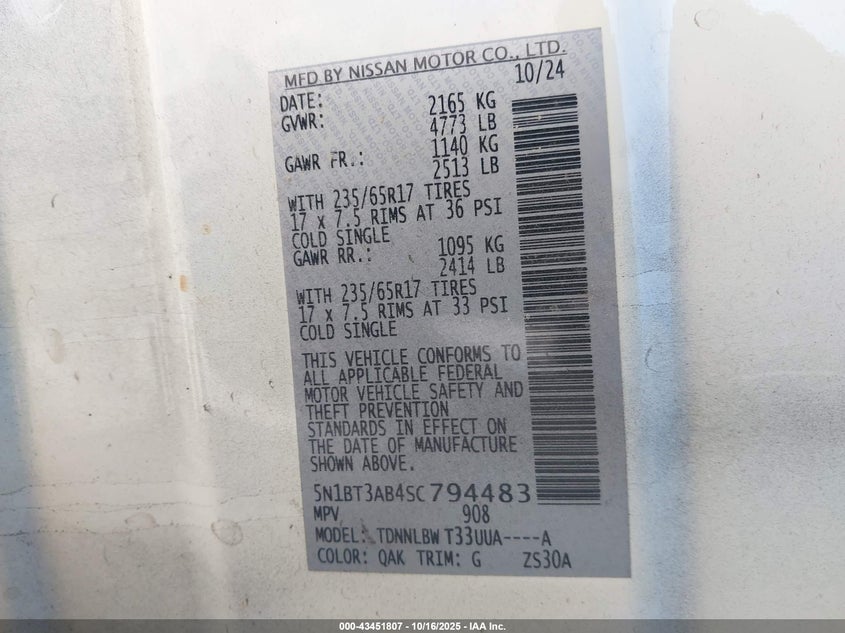 MFD BY NISSAN MOTOR CO., LTD.
DATE: 10/24
GVWR: 2165 KG
4773 LB
GAWR FR.: 1140 KG
2513 LB
WITH 235/65R17 TIRES
17 x 7.5 RIMS AT 36 PSI
COLD SINGLE
GAWR RR.: 1095 KG
2414 LB
WITH 235/65R17 TIRES
17 x 7.5 RIMS AT 33 PSI
COLD SINGLE
THIS VEHICLE CONFORMS TO
ALL APPLICABLE FEDERAL
MOTOR VEHICLE SAFETY AND
THEFT PREVENTION
STANDARDS IN EFFECT ON
THE DATE OF MANUFACTURE
SHOWN ABOVE.
5N1BT3AB4SC794483
MPV 908
MODEL: TDNNLBW T33UUA----A
COLOR: QAK TRIM: G ZS30A
000-43451807 - 10/16/2025 - IAA Inc.